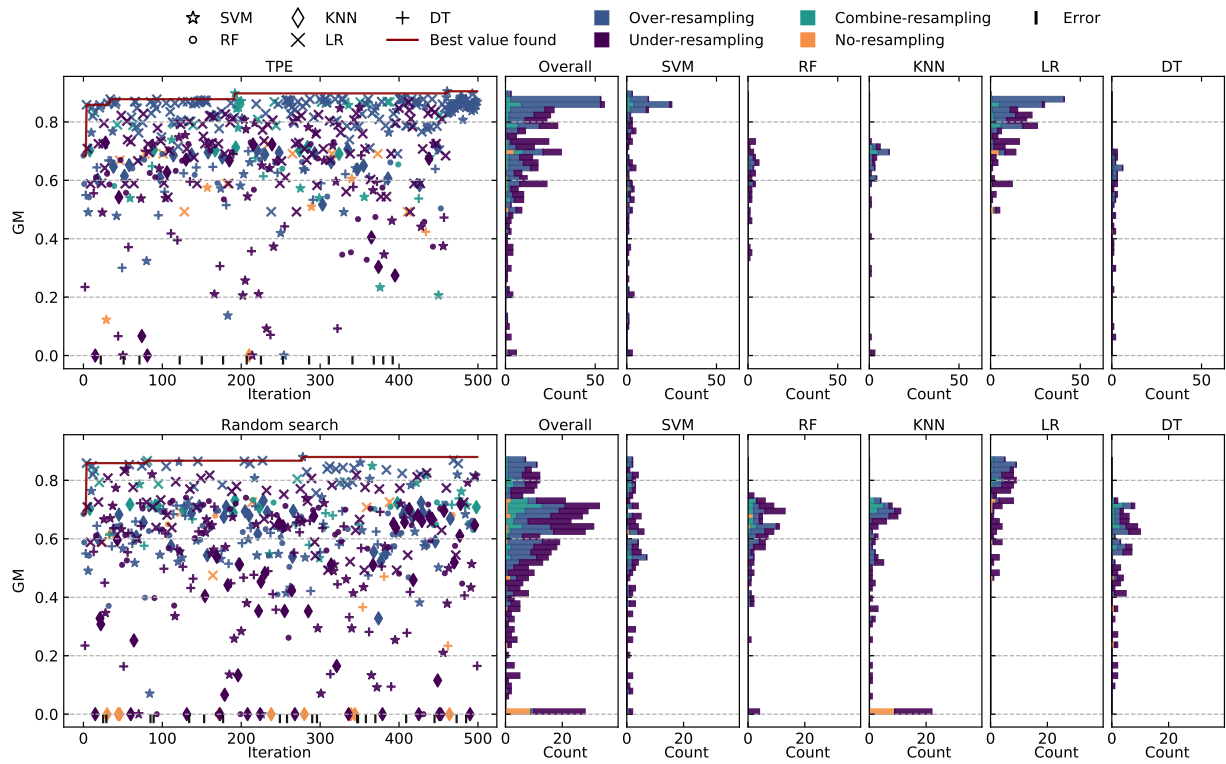 SVM KNN DT Over-resampling Combine-resampling Error
RF LR Best value found Under-resampling No-resampling
TPE Overall SVM RF KNN LR DT
GM
0.8
0.6
0.4
0.2
0.0
0 100 200 300 400 500 0 50 0 50 0 50 0 50 0 50 0 50
Iteration Count Count Count Count Count Count
Random search Overall SVM RF KNN LR DT
GM
0.8
0.6
0.4
0.2
0.0
0 100 200 300 400 500 0 20 0 20 0 20 0 20 0 20 0 20
Iteration Count Count Count Count Count Count